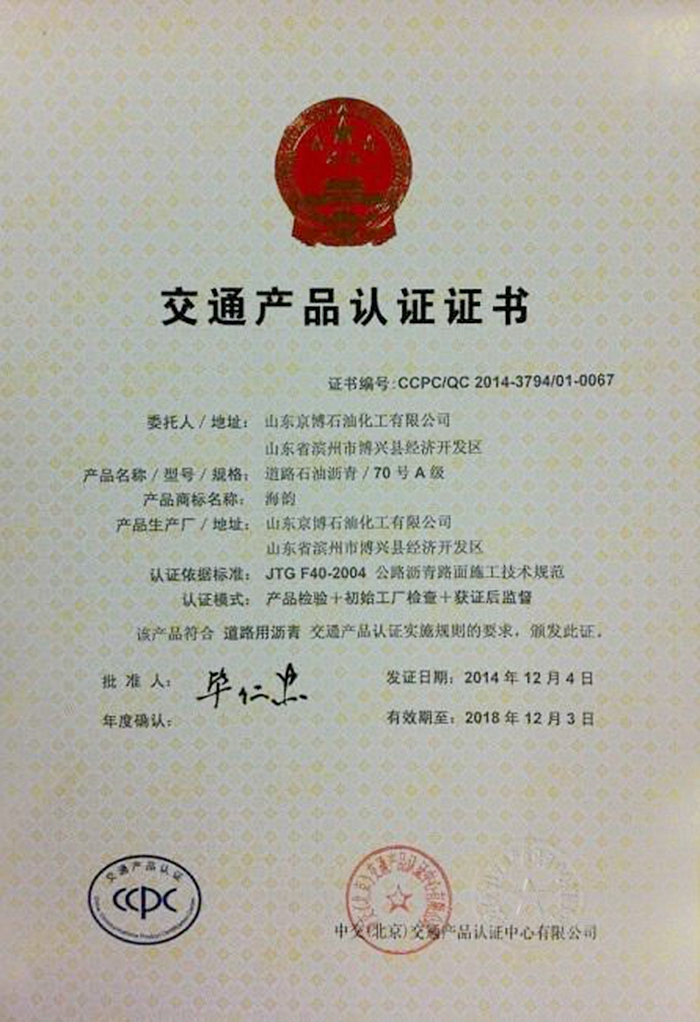 交通产品认证证书
证书编号:CCPC/QC 2014-3794/01-0067
委托人/地址： 山东京博石油化工有限公司
山东省滨州市博兴县经济开发区
产品名称/型号/规格： 道路石油沥青/70号A级
产品商标名称： 海韵
产品生产厂/地址： 山东京博石油化工有限公司
山东省滨州市博兴县经济开发区
认证依据标准： JTG F40-2004 公路沥青路面施工技术规范
认证模式： 产品检验＋初始工厂检查＋获证后监督
该产品符合 道路用沥青 交通产品认证实施规则的要求，颁发此证。
批 准 人： 毕仁忠
发证日期：2014年12月4日
年度确认：
有效期至：2018年12月3日
交通产品认证
CCPC
中交(北京)交通产品认证中心有限公司